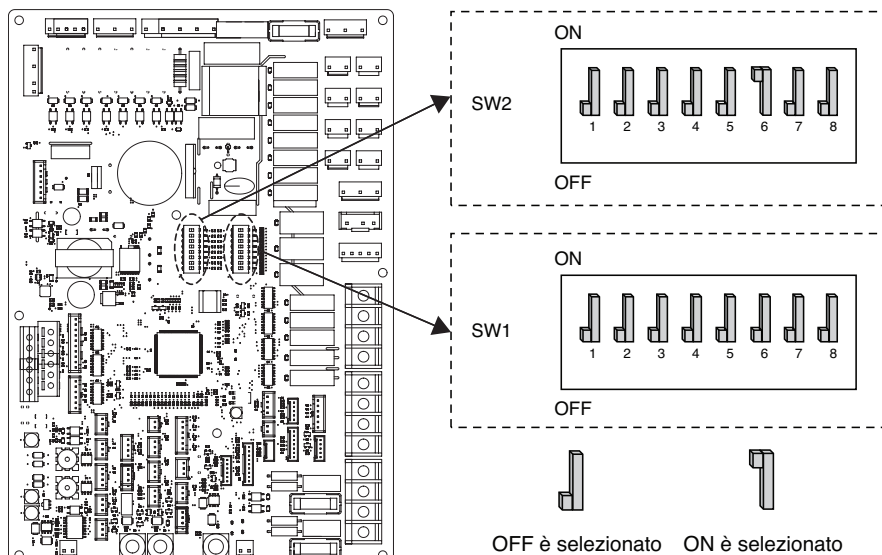 ON
SW2
1 2 3 4 5 6 7 8
OFF
ON
SW1
1 2 3 4 5 6 7 8
OFF
OFF è selezionato ON è selezionato